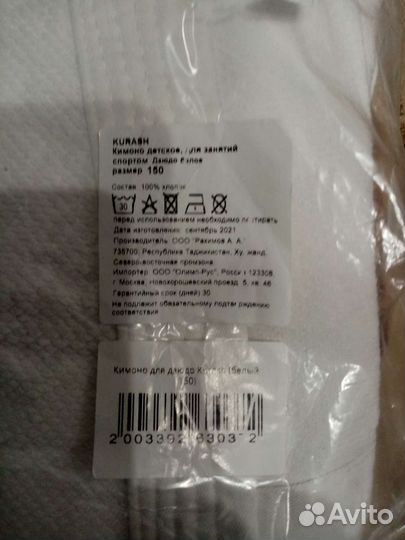 KURASH
Кимоно детское, для занятий
спортом Дзюдо белое
размер 150
Состав: 100% хлопок
30
перед использованием необходимо постирать
Дата изготовления: сентябрь 2021
Производитель: ООО "Рахимов А. А."
735700, Республика Таджикистан, Ху. жанд.
Северо-восточная промзона.
Импортер: ООО "Олимп-Рус", Россия 123308,
г. Москва, Новохорошевский проезд, 5, кв. 46
Гарантийный срок (дней) 30
Не подлежит обязательному подтверждению
соответствия
Кимоно для дзюдо (белый
150)
Avito